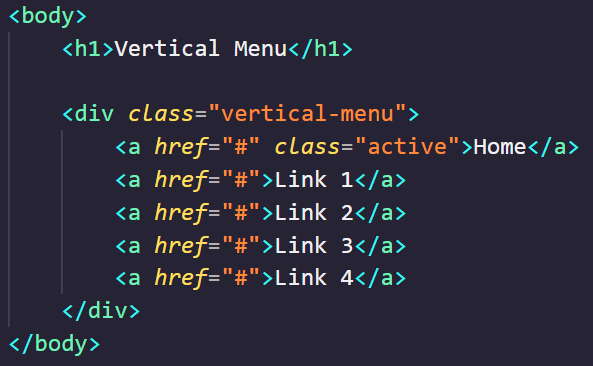 <body>
    <h1>Vertical Menu</h1>

    <div class="vertical-menu">
        <a href="#" class="active">Home</a>
        <a href="#">Link 1</a>
        <a href="#">Link 2</a>
        <a href="#">Link 3</a>
        <a href="#">Link 4</a>
    </div>
</body>